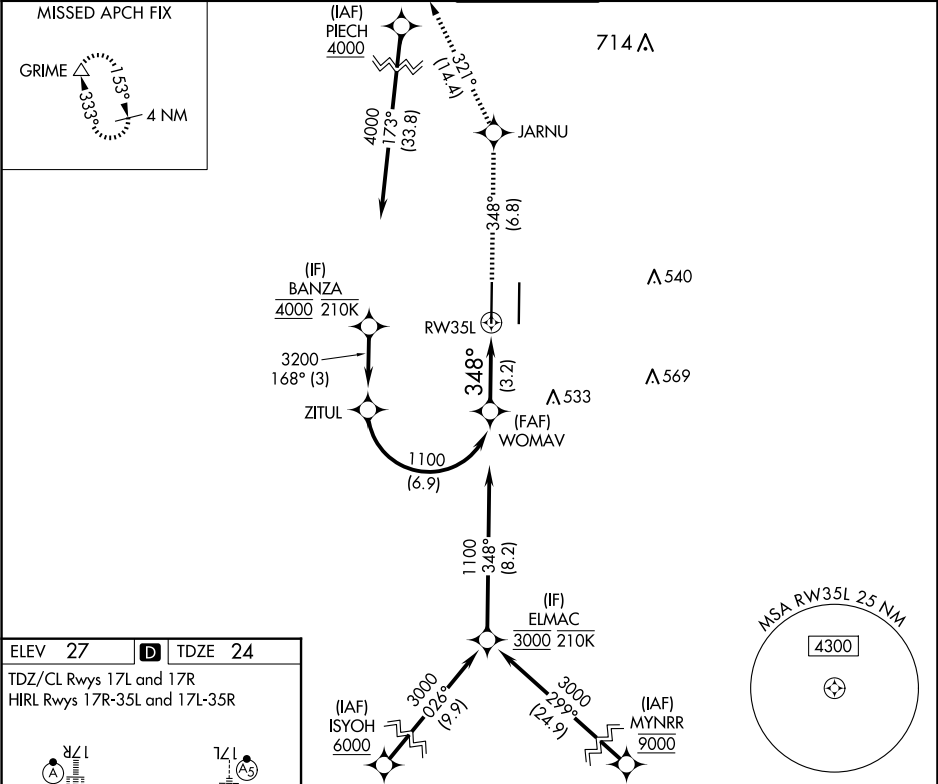 MISSED APCH FIX
GRIME
153°
333°
4 NM
(IAF)
PIECH
4000
4000
173°
(33.8)
321°
(14.4)
JARNU
714
348°
(6.8)
(IF)
BANZA
4000 210K
3200
168° (3)
ZITUL
RW35L
348°
(3.2)
540
569
533
(FAF)
WOMAV
1100
(6.9)
1100
348°
(8.2)
(IF)
ELMAC
3000 210K
3000
026°
(9.9)
3000
299°
(24.9)
(IAF)
ISYOH
6000
(IAF)
MYNRR
9000
MSA RW35L 25 NM
4300
ELEV 27 D TDZE 24
TDZ/CL Rwys 17L and 17R
HIRL Rwys 17R-35L and 17L-35R
17R
A
17L
A5